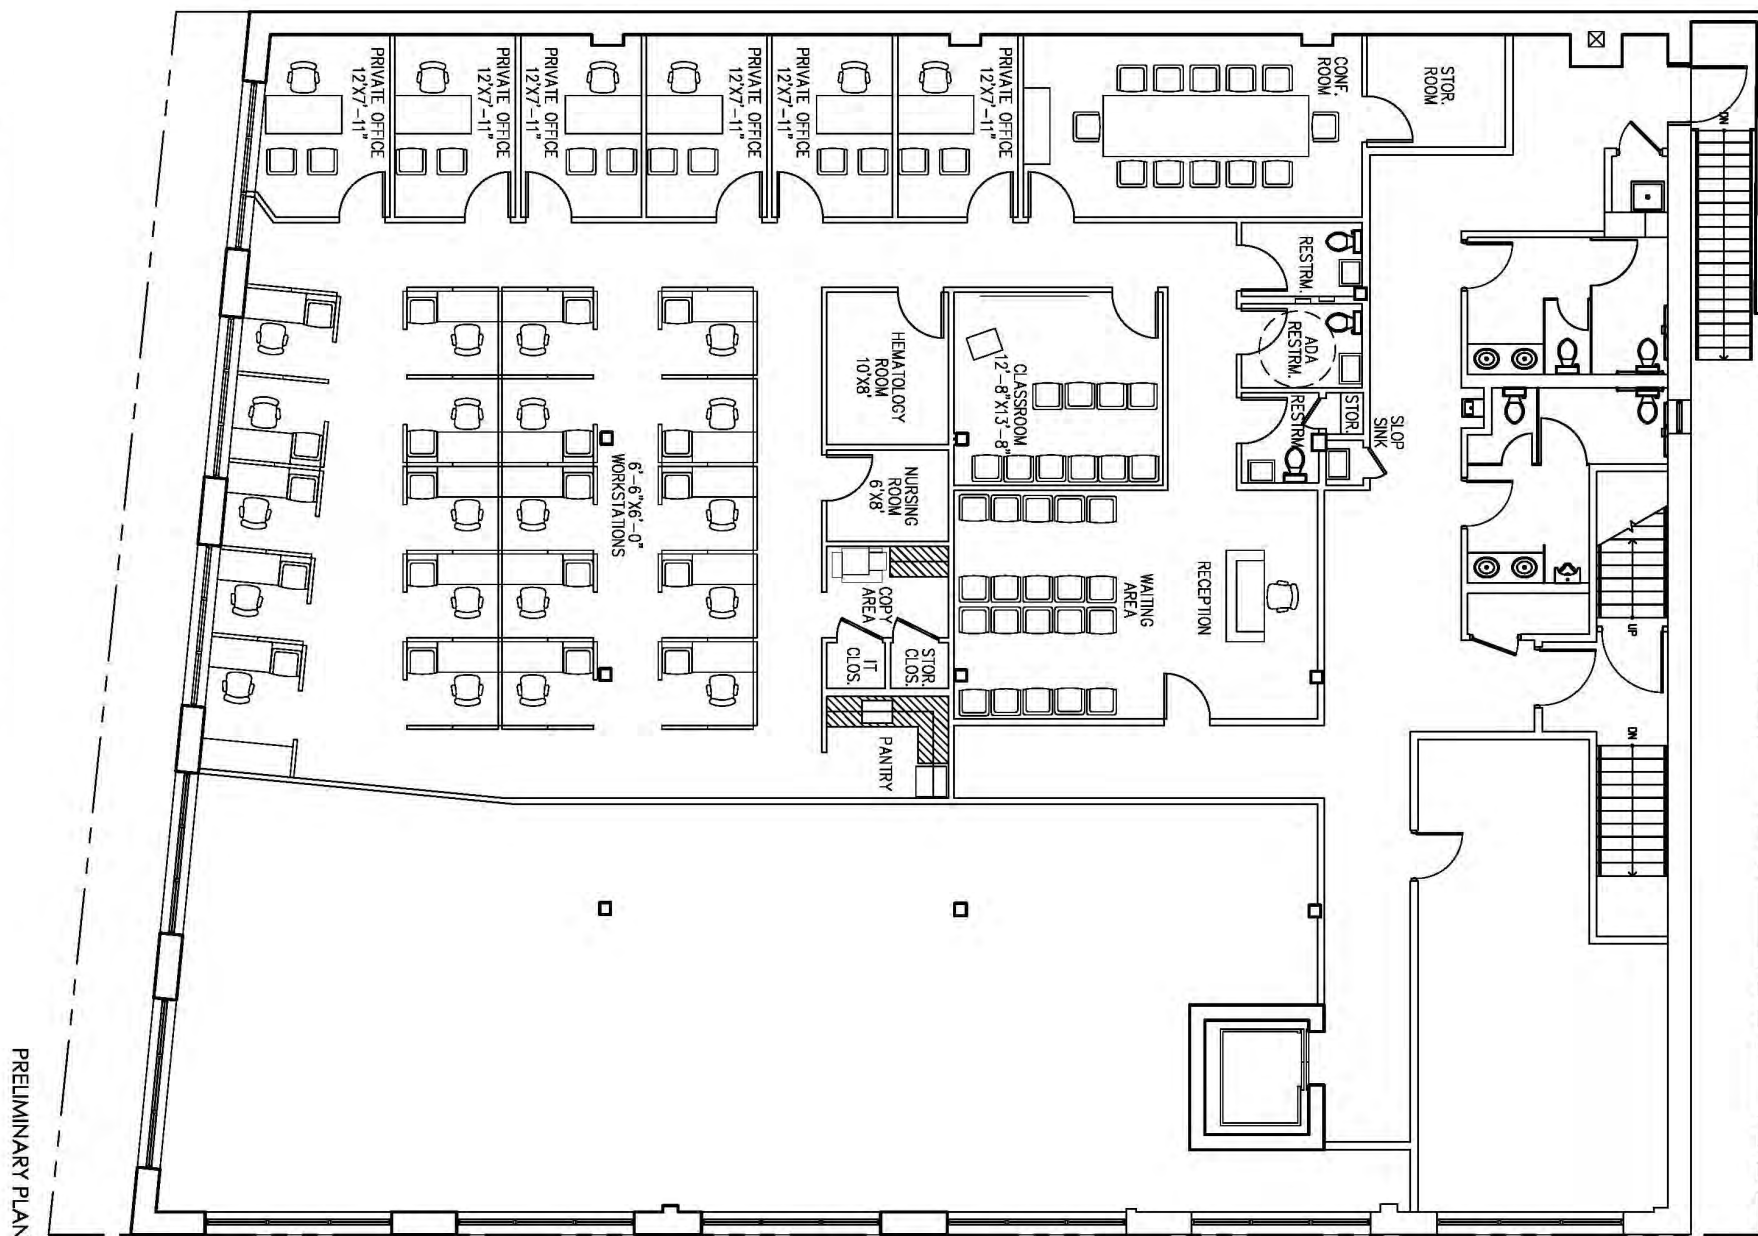 PRIVATE OFFICE
12'X7'-11"
PRIVATE OFFICE
12'X7'-11"
PRIVATE OFFICE
12'X7'-11"
PRIVATE OFFICE
12'X7'-11"
PRIVATE OFFICE
12'X7'-11"
PRIVATE OFFICE
12'X7'-11"
CONF.
ROOM
STOR.
ROOM
DN
RESTRM.
ADA
RESTRM.
RESTRM.
STOR.
SLOP
SINK
HEMATOLOGY
ROOM
10'X8'
CLASSROOM
12'-8"X13'-8"
6'-6"X6'-0"
WORKSTATIONS
NURSING
ROOM
6'X8'
COPY
AREA
WAITING
AREA
RECEPTION
UP
IT
CLOS.
STOR.
CLOS.
PANTRY
DN
PRELIMINARY PLAN